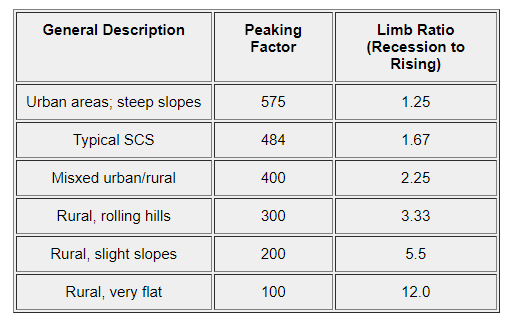 General Description Peaking Factor Limb Ratio (Recession to Rising)
Urban areas; steep slopes 575 1.25
Typical SCS 484 1.67
Misxed urban/rural 400 2.25
Rural, rolling hills 300 3.33
Rural, slight slopes 200 5.5
Rural, very flat 100 12.0